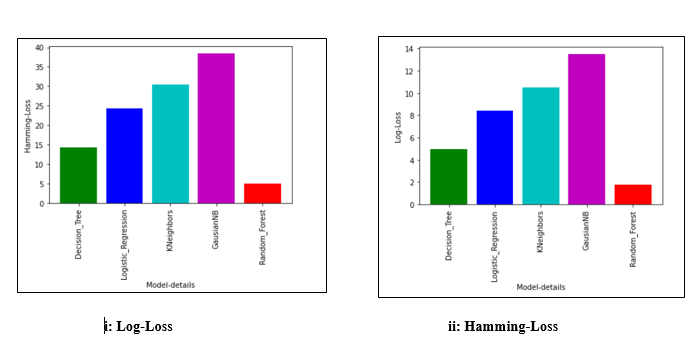 40
35
30
25
20
15
10
5
0
Hamming-Loss
Decision_Tree
Logistic_Regression
KNeighbors
GausianNB
Random_Forest
Model-details
i: Log-Loss
14
12
10
8
6
4
2
0
Log-Loss
Decision_Tree
Logistic_Regression
KNeighbors
GausianNB
Random_Forest
Model-details
ii: Hamming-Loss